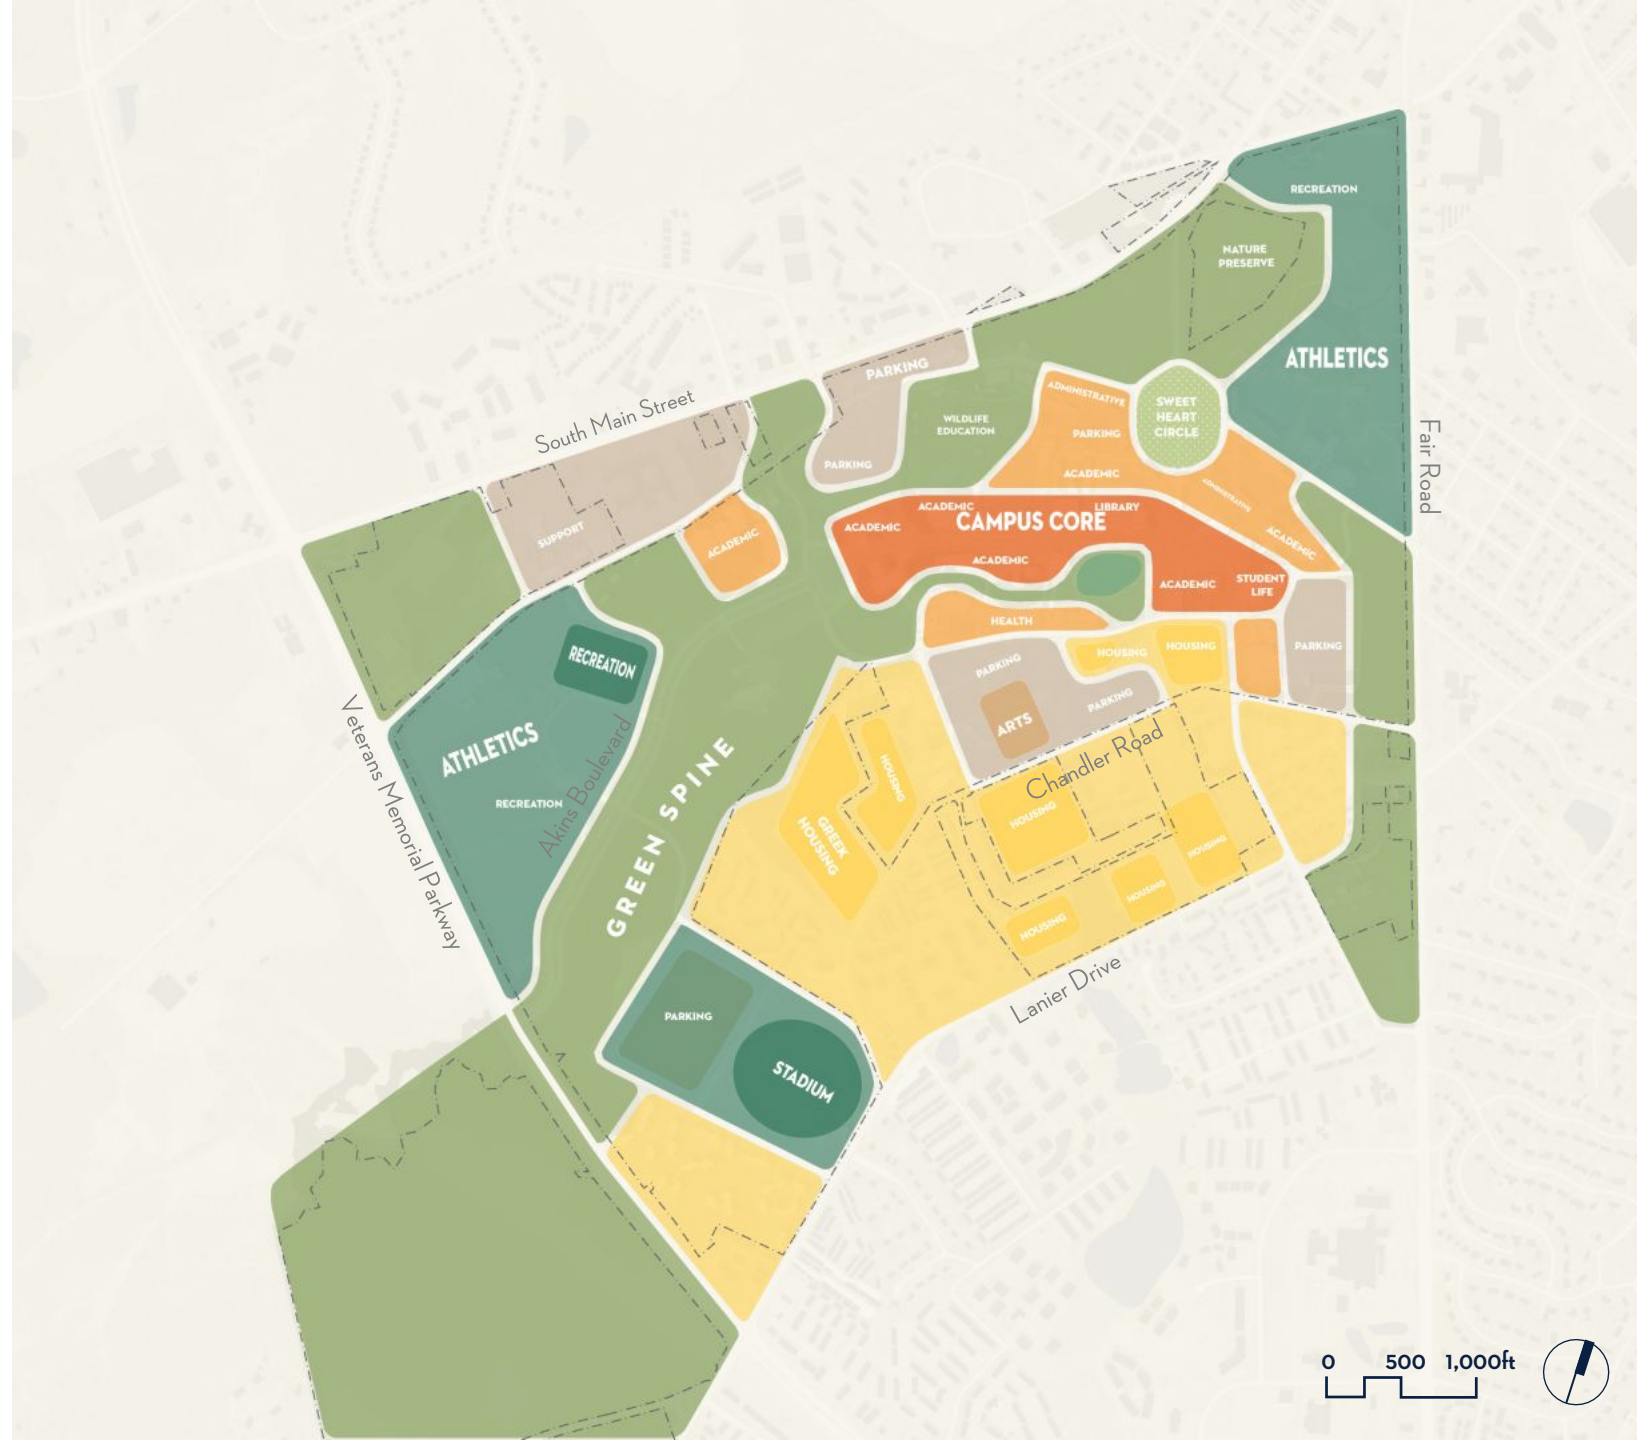 RECREATION
NATURE
PRESERVE
ATHLETICS
PARKING
ADMINISTRATIVE
SWEET
HEART
CIRCLE
South Main Street
WILDLIFE
EDUCATION
PARKING
PARKING
ACADEMIC
Fair Road
ADMINISTRATIVE
ACADEMIC
LIBRARY
CAMPUS CORE
ACADEMIC
SUPPORT
ACADEMIC
ACADEMIC
ACADEMIC
ACADEMIC
STUDENT
LIFE
HEALTH
PARKING
RECREATION
PARKING
HOUSING
HOUSING
PARKING
ARTS
ATHLETICS
Veterans Memorial Parkway
Akins Boulevard
RECREATION
GREEN SPINE
HOUSING
GREEK
HOUSING
Chandler Road
HOUSING
HOUSING
HOUSING
HOUSING
Lanier Drive
PARKING
STADIUM
0 500 1,000ft